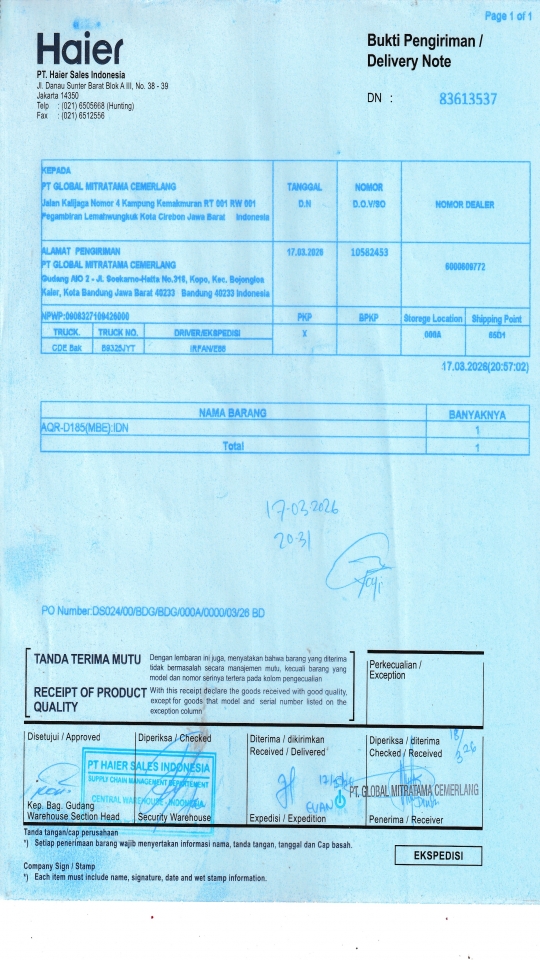 Page 1 of 1
Haier
PT. Haier Sales Indonesia
Jl. Danau Sunter Barat Blok A III, No. 38 - 39
Jakarta 14350
Telp : (021) 6505668 (Hunting)
Fax : (021) 6512556
Bukti Pengiriman /
Delivery Note
DN : 83613537
KEPADA
PT GLOBAL MITRATAMA CEMERLANG
Jalan Kalijaga Nomor 4 Kampung Kemakmuran RT 001 RW 001
Pegambiran Lemahwungkuk Kota Cirebon Jawa Barat Indonesia
TANGGAL
D.N
NOMOR
D.O.V/SO
NOMOR DEALER
ALAMAT PENGIRIMAN
PT GLOBAL MITRATAMA CEMERLANG
Gudang AIO 2 - Jl. Soekarno-Hatta No.318, Kopo, Kec. Bojongloa
Kaler, Kota Bandung Jawa Barat 40233 Bandung 40233 Indonesia
17.03.2026
10582453
6000609772
NPWP:0908327109426000
PKP
BPKP
Storege Location
Shipping Point
TRUCK.
TRUCK NO.
DRIVER/EKSPEDISI
X
000A
65D1
CDE Bak
B9325JYT
17.03.2026(20:57:02)
NAMA BARANG
BANYAKNYA
AQR-D185(MBE):IDN
1
Total
1
17-03-2026
20.31
PO Number:DS024/00/BDG/BDG/000A/0000/03/26 BD
TANDA TERIMA MUTU
Dengan lembaran ini juga, menyatakan bahwa barang yang diterima
tidak bermasalah secara manajemen mutu, kecuali barang yang
model dan nomor serinya tertera pada kolom pengecualian
RECEIPT OF PRODUCT
QUALITY
With this receipt declare the goods received with good quality,
except for goods that model and serial number listed on the
exception column
Perkecualian /
Exception
Disetujui / Approved
Diperiksa / Checked
Diterima / dikirimkan
Received / Delivered
Diperiksa / diterima
Checked / Received
18/3 26
PT HAIER SALES INDONESIA
SUPPLY CHAIN MANAGEMENT DEPARTEMENT
CENTRAL WAREHOUSE - INDONESIA
EVAN
PT. GLOBAL MITRATAMA CEMERLANG
Kep. Bag. Gudang
Warehouse Section Head
Security Warehouse
Expedisi / Expedition
Penerima / Receiver
Tanda tangan/cap perusahaan
*) Setiap penerimaan barang wajib menyertakan informasi nama, tanda tangan, tanggal dan Cap basah.
EKSPEDISI
Company Sign / Stamp
*) Each item must include name, signature, date and wet stamp information.